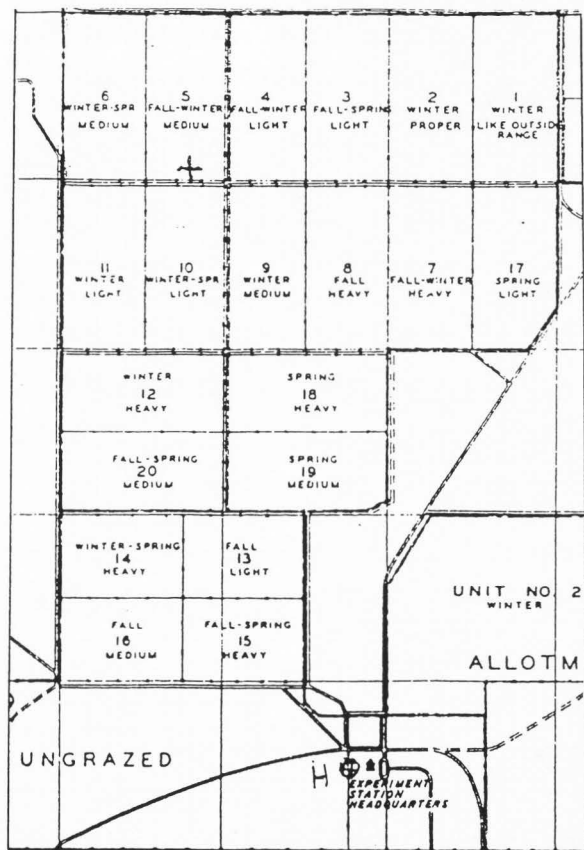 6
WINTER-SPR
MEDIUM
5
FALL-WINTER
MEDIUM
4
FALL-WINTER
LIGHT
3
FALL-SPRING
LIGHT
2
WINTER
PROPER
1
WINTER
LIKE OUTSIDE
RANGE
11
WINTER
LIGHT
10
WINTER-SPR
LIGHT
9
WINTER
MEDIUM
8
FALL
HEAVY
7
FALL-WINTER
HEAVY
17
SPRING
LIGHT
WINTER
12
HEAVY
SPRING
18
HEAVY
FALL-SPRING
20
MEDIUM
SPRING
19
MEDIUM
WINTER-SPRING
14
HEAVY
FALL
13
LIGHT
FALL
16
MEDIUM
FALL-SPRING
15
HEAVY
UNIT NO. 2
WINTER
ALLOTM
UNGRAZED
H
EXPERIMENT
STATION
HEADQUARTERS